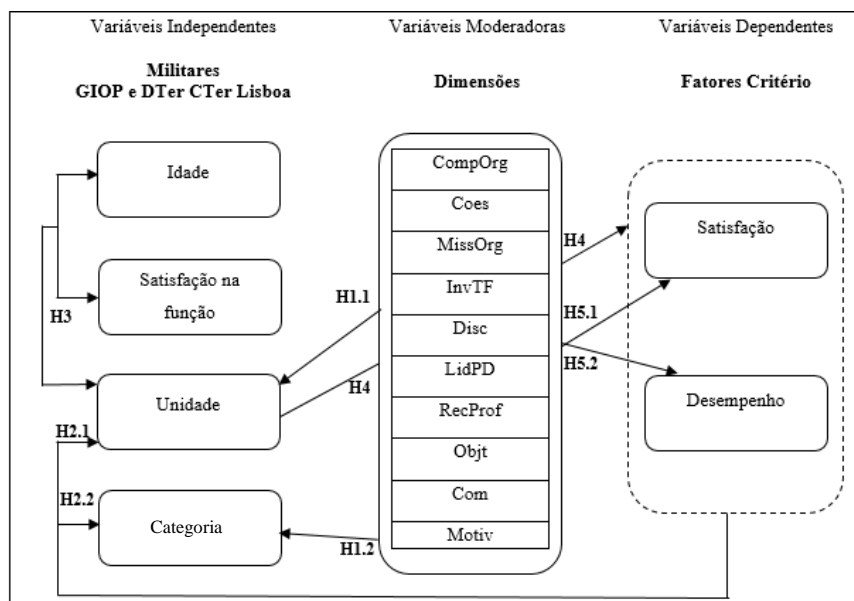 Variáveis Independentes
Variáveis Moderadoras
Variáveis Dependentes
Militares
GIOP e DTer CTer Lisboa
Dimensões
Fatores Critério
Idade
Satisfação na
função
H3
Unidade
H2.1
H2.2
Categoria
H1.1
H4
H1.2
CompOrg
Coes
MissOrg
InvTF
Disc
LidPD
RecProf
Objt
Com
Motiv
H4
H5.1
H5.2
Satisfação
Desempenho